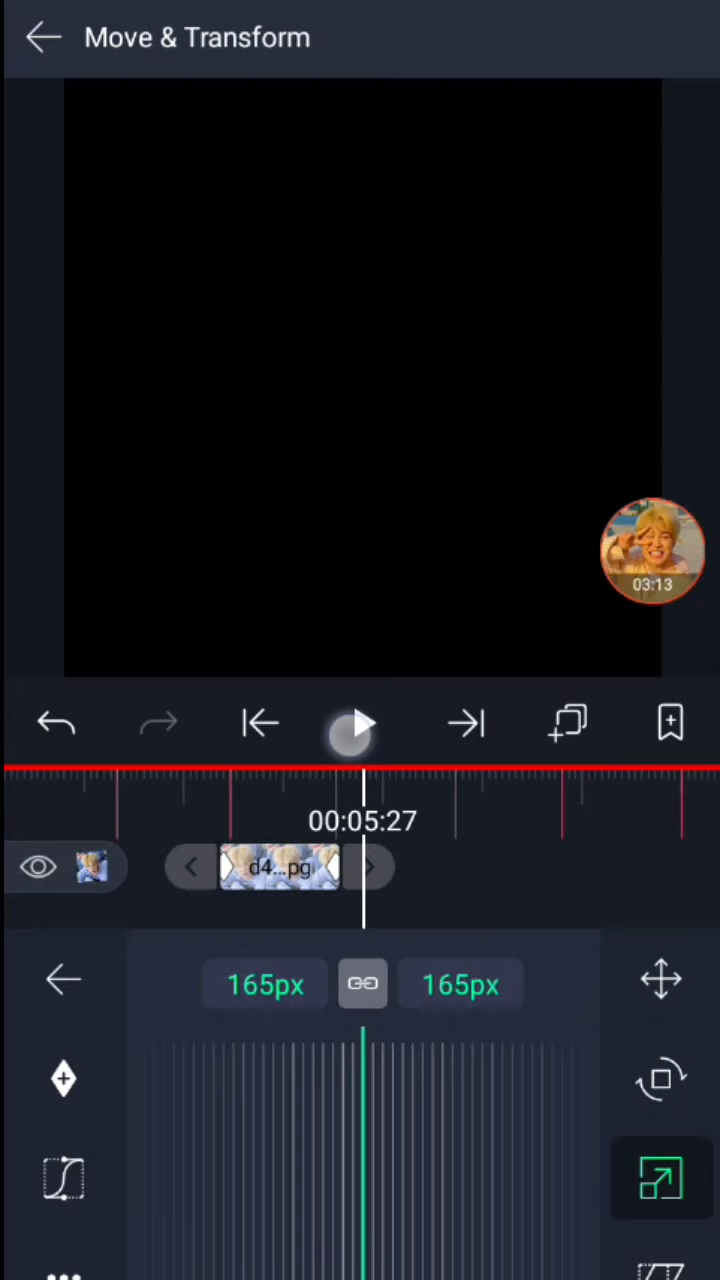 Move & Transform
03:13
00:05:27
d4...pg
165px
165px